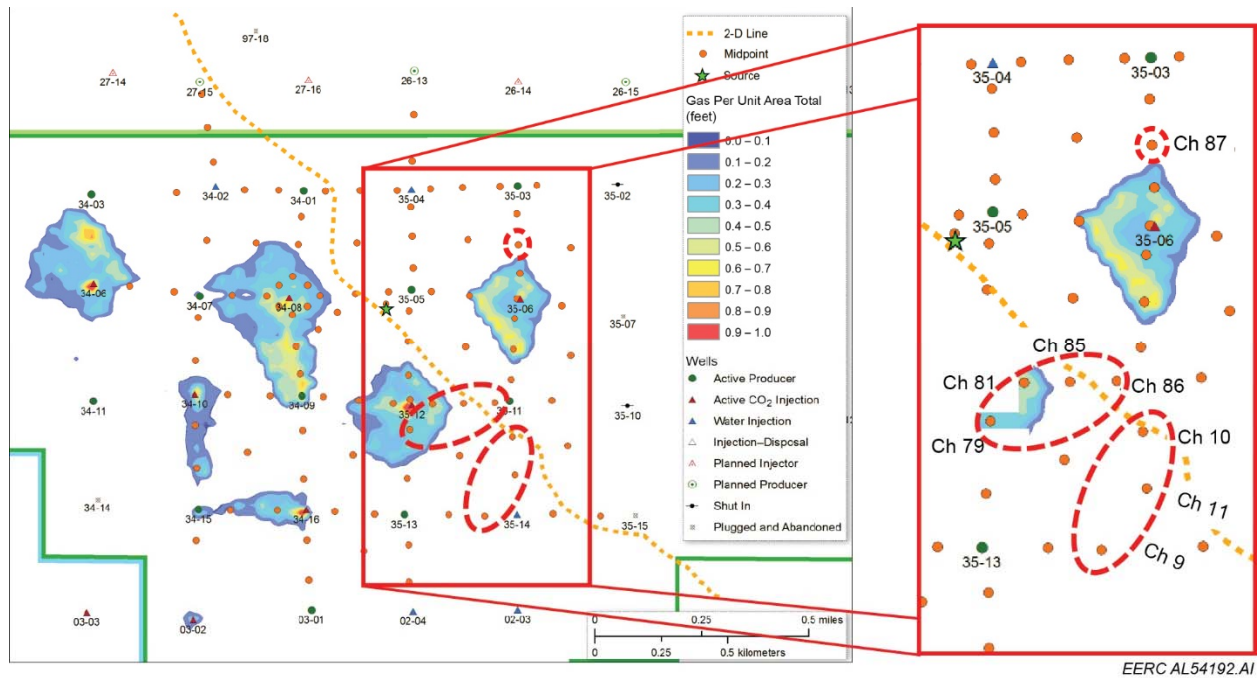 97-18
27-14
27-15
27-16
26-13
26-14
26-15
34-03
34-02
34-01
35-04
35-03
35-02
34-06
34-07
34-08
35-05
35-06
35-07
34-11
34-10
34-09
35-12
35-11
35-10
34-14
34-15
34-16
35-13
35-14
35-15
03-03
03-02
03-01
02-04
02-03
2-D Line
Midpoint
Source
Gas Per Unit Area Total
(feet)
0.0 – 0.1
0.1 – 0.2
0.2 – 0.3
0.3 – 0.4
0.4 – 0.5
0.5 – 0.6
0.6 – 0.7
0.7 – 0.8
0.8 – 0.9
0.9 – 1.0
Wells
Active Producer
Active CO₂ Injection
Water Injection
Injection–Disposal
Planned Injector
Planned Producer
Shut In
Plugged and Abandoned
0 0.25 0.5 miles
0 0.25 0.5 kilometers
35-04
35-03
Ch 87
35-05
35-06
Ch 85
Ch 81
Ch 86
Ch 79
Ch 10
Ch 11
35-13
Ch 9
EERC AL54192.AI